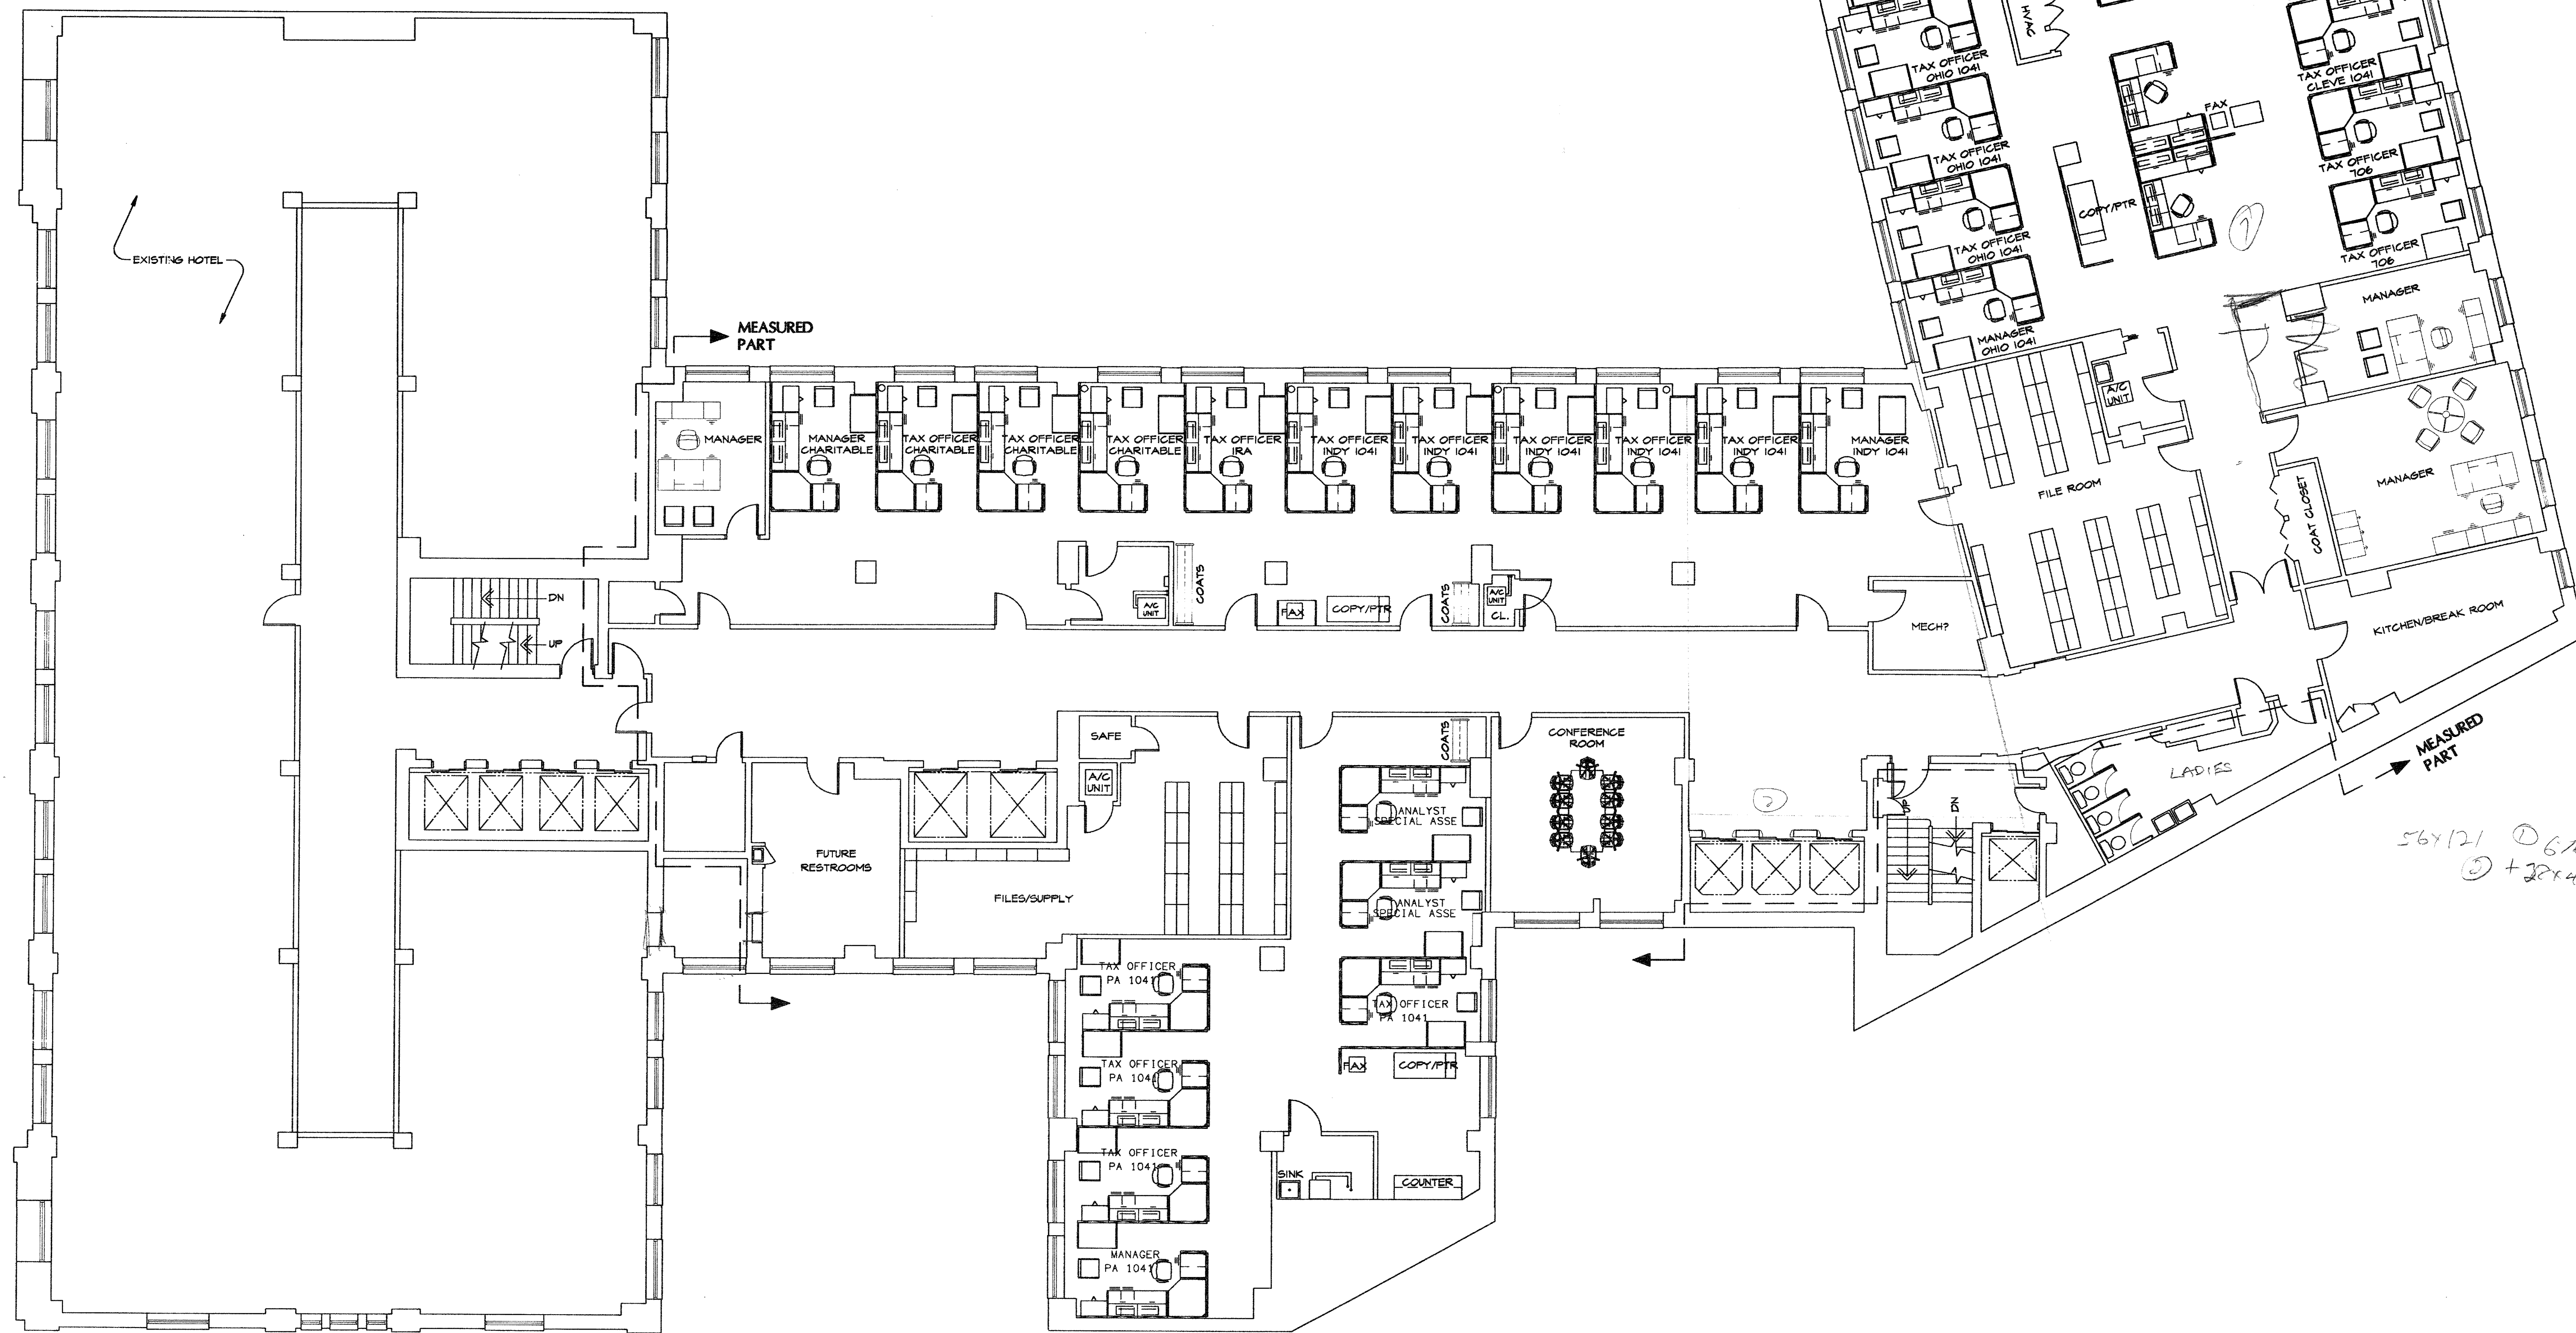 HVAC
TAX OFFICER
OHIO 1041
TAX OFFICER
CLEVE 1041
FAX
TAX OFFICER
OHIO 1041
TAX OFFICER
706
COPY/PTR
TAX OFFICER
OHIO 1041
TAX OFFICER
706
EXISTING HOTEL
MANAGER
MEASURED
PART
MANAGER
OHIO 1041
A/C
UNIT
MANAGER
MANAGER
CHARITABLE
TAX OFFICER
CHARITABLE
TAX OFFICER
CHARITABLE
TAX OFFICER
CHARITABLE
TAX OFFICER
IRA
TAX OFFICER
INDY 1041
TAX OFFICER
INDY 1041
TAX OFFICER
INDY 1041
TAX OFFICER
INDY 1041
TAX OFFICER
INDY 1041
MANAGER
INDY 1041
FILE ROOM
MANAGER
COAT CLOSET
DN
UP
A/C
UNIT
COATS
FAX
COPY/PTR
COATS
A/C
UNIT
CL.
MECH?
KITCHEN/BREAK ROOM
SAFE
COATS
CONFERENCE
ROOM
MEASURED
PART
LADIES
A/C
UNIT
UP
DN
ANALYST
SPECIAL ASSE
FUTURE
RESTROOMS
56x121
FILES/SUPPLY
ANALYST
SPECIAL ASSE
TAX OFFICER
PA 1041
TAX OFFICER
PA 1041
TAX OFFICER
PA 1041
FAX
COPY/PTR
TAX OFFICER
PA 1041
SINK
COUNTER
MANAGER
PA 1041